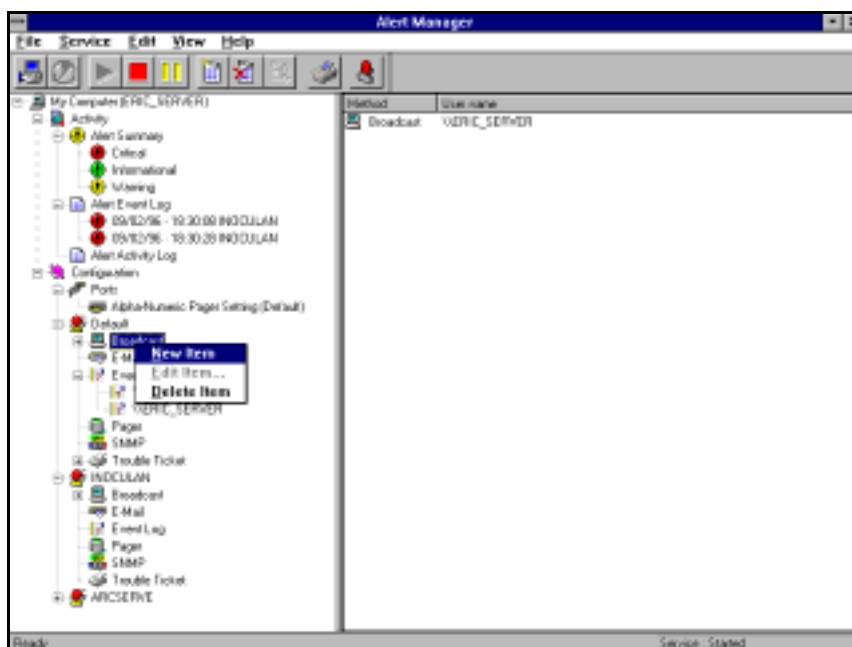 Alert Manager
File Service Edit View Help
My Computer (ERIC_SERVER)
Activity
Alert Summary
Critical
Informational
Warning
Alert Event Log
09/02/96 - 18:30:08 INOCULAN
09/02/96 - 18:30:28 INOCULAN
Alert Activity Log
Configuration
Ports
Alpha-Numeric Pager Setting (Default)
Default
Broadcast
New Item
Edit Item...
Delete Item
\\ERIC_SERVER
Pager
SNMP
Trouble Ticket
INOCULAN
Broadcast
E-Mail
Event Log
Pager
SNMP
Trouble Ticket
ARCSERVE
Method User name
Broadcast \\ERIC_SERVER
Ready
Service : Started